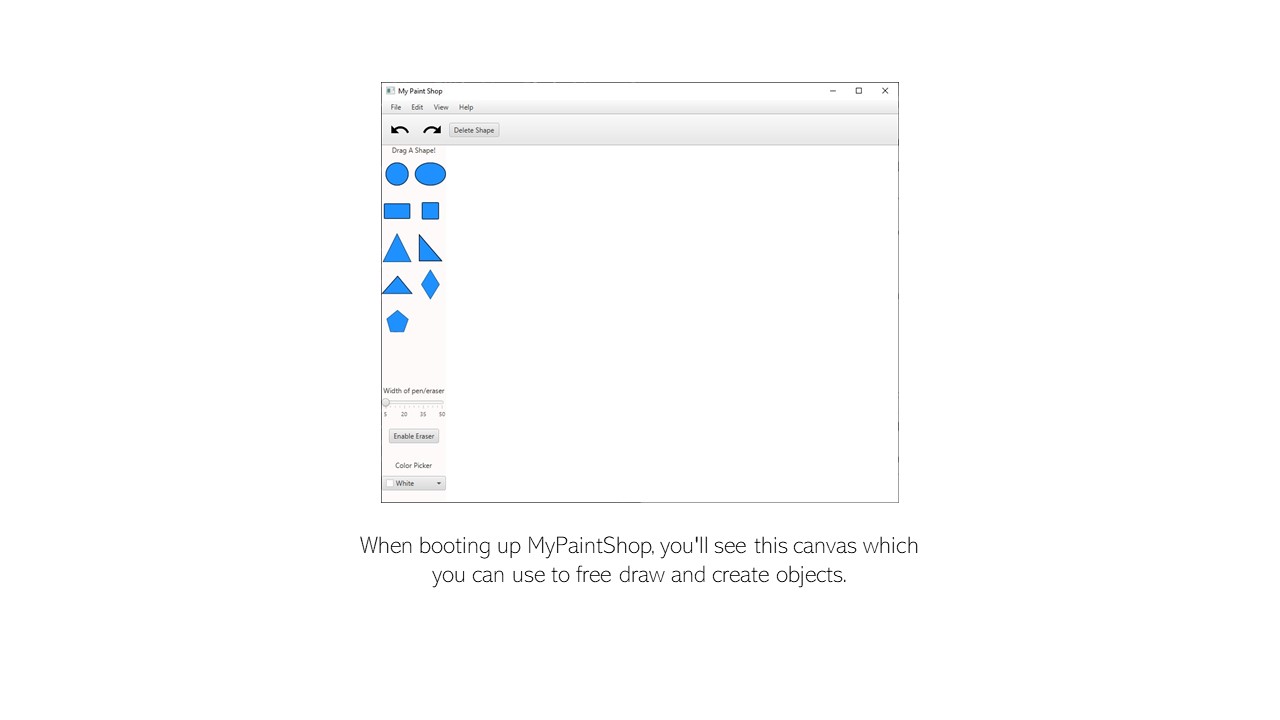 My Paint Shop
File Edit View Help
Delete Shape
Drag A Shape!
Width of pen/eraser
5 20 35 50
Enable Eraser
Color Picker
White
When booting up MyPaintShop, you'll see this canvas which
you can use to free draw and create objects.